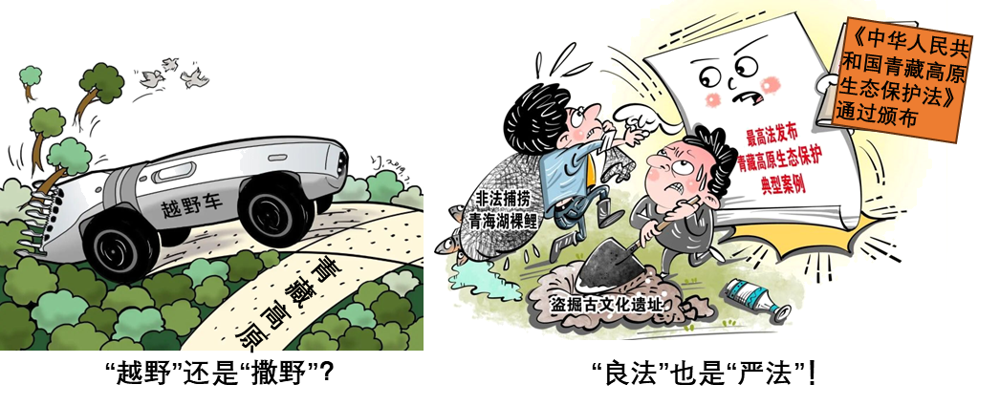 越野车
青藏高原
“越野”还是“撒野”？
《中华人民共
和国青藏高原
生态保护法》
通过颁布
最高法发布
青藏高原生态保护
典型案例
非法捕捞
青海湖裸鲤
盗掘古文化遗址
“良法”也是“严法”！